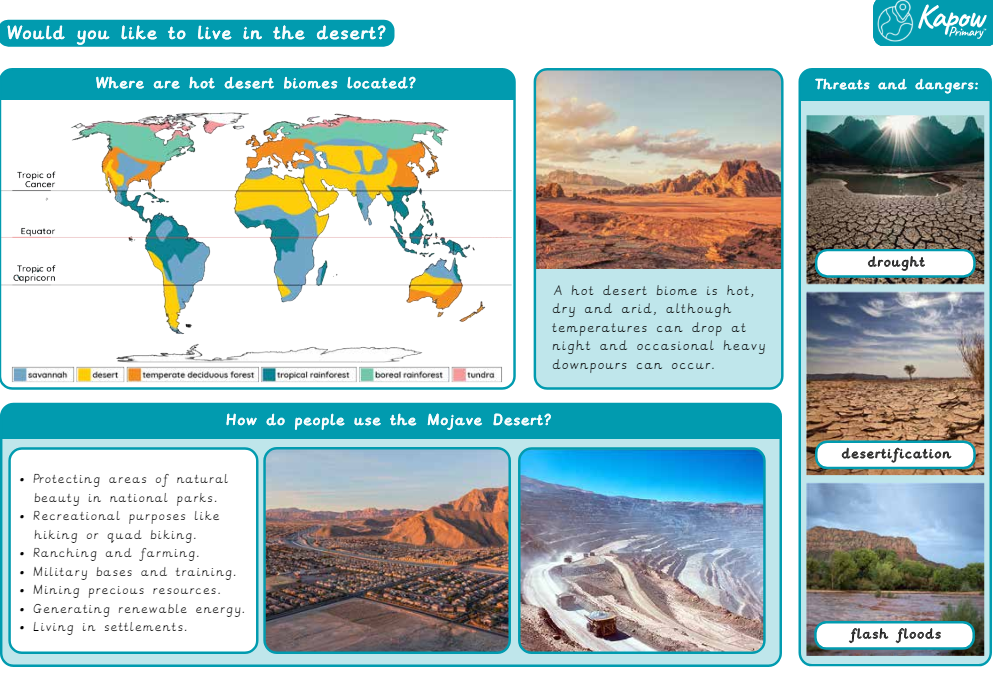 Would you like to live in the desert?
Kapow
Primary™
Where are hot desert biomes located?
Tropic of
Cancer
Equator
Tropic of
Capricorn
savannah
desert
temperate deciduous forest
tropical rainforest
boreal rainforest
tundra
A hot desert biome is hot,
dry and arid, although
temperatures can drop at
night and occasional heavy
downpours can occur.
Threats and dangers:
drought
desertification
flash floods
How do people use the Mojave Desert?
• Protecting areas of natural
beauty in national parks.
• Recreational purposes like
hiking or quad biking.
• Ranching and farming.
• Military bases and training.
• Mining precious resources.
• Generating renewable energy.
• Living in settlements.